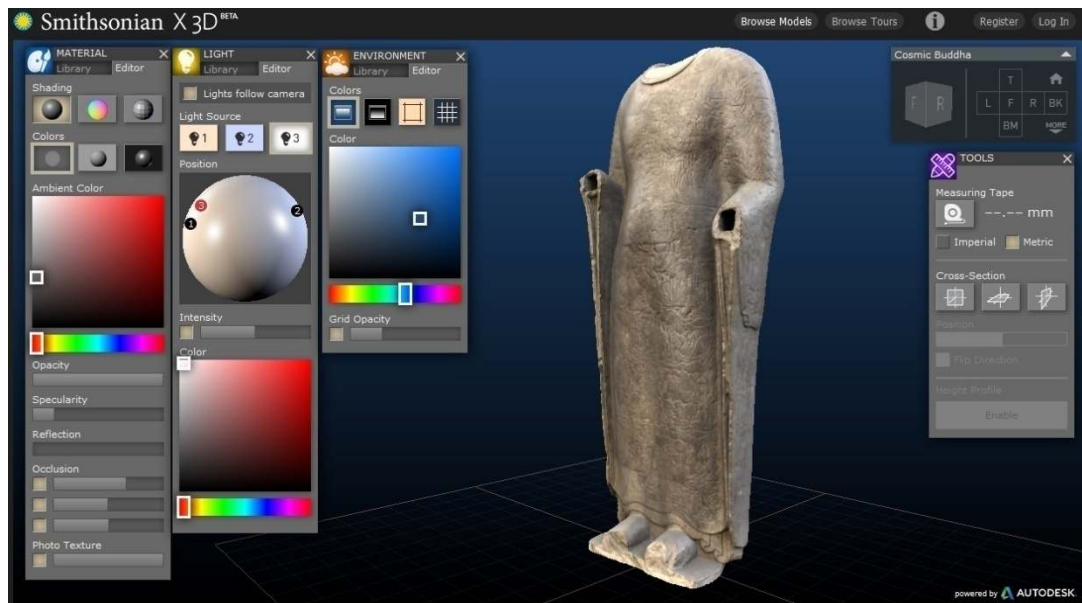 Smithsonian X 3D BETA
Browse Models Browse Tours i Register Log In
MATERIAL
Library Editor
Shading
Colors
Ambient Color
Opacity
Specularity
Reflection
Occlusion
Photo Texture
LIGHT
Library Editor
Lights follow camera
Light Source
1 2 3
Position
3
1
2
Intensity
Color
ENVIRONMENT
Library Editor
Colors
Color
Grid Opacity
Cosmic Buddha
F R
T
L F R BK
BM MORE
TOOLS
Measuring Tape
--.-- mm
Imperial Metric
Cross-Section
Position
Flip Direction
Height Profile
Enable
powered by AUTODESK